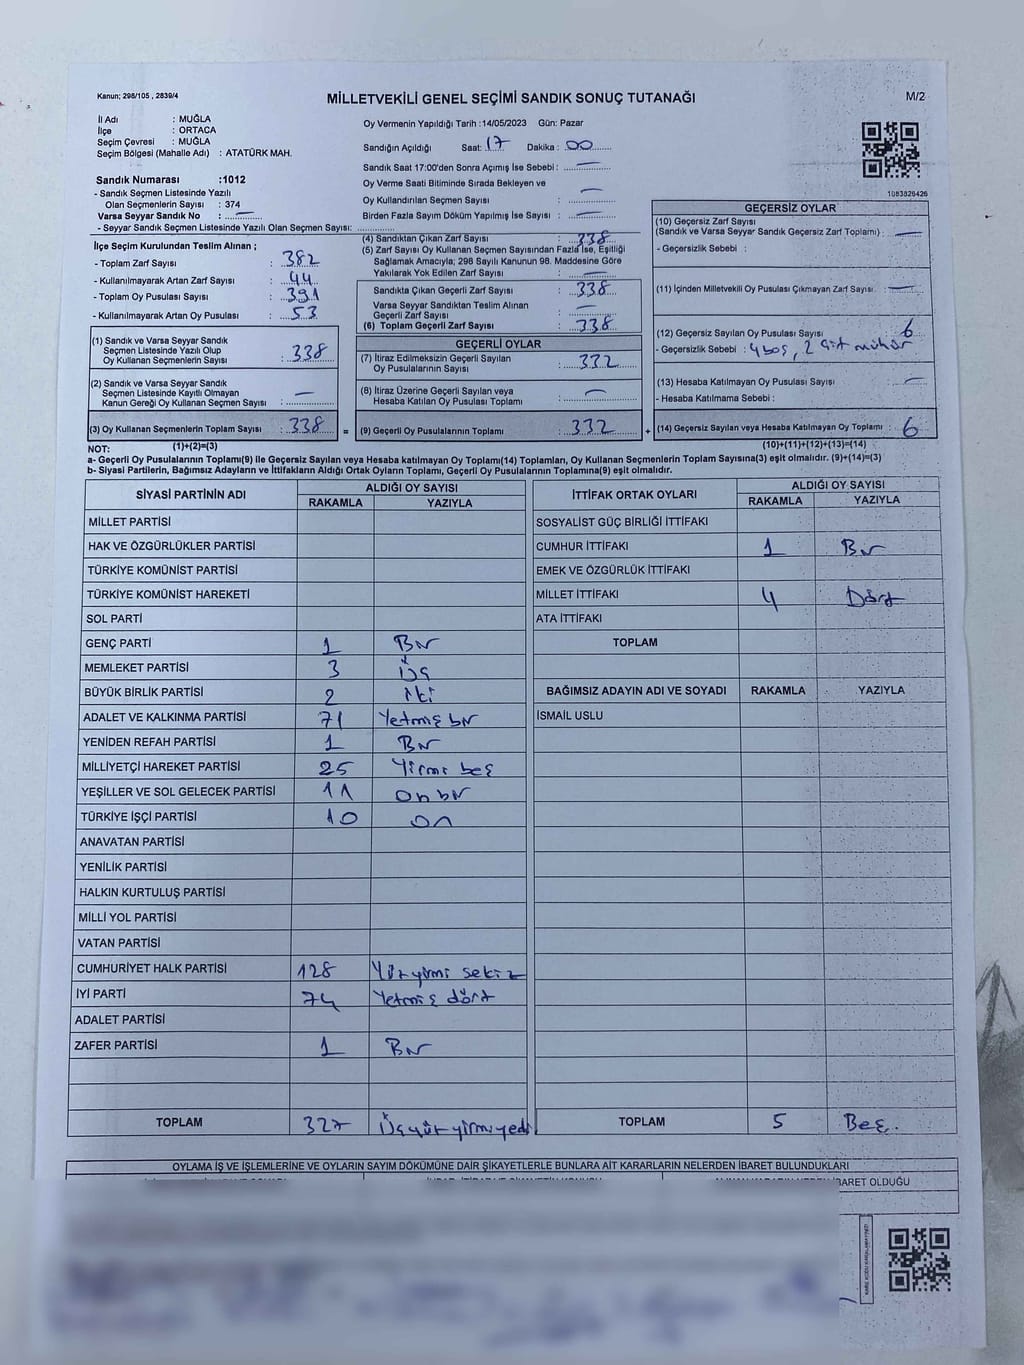 Kanun; 298/105 , 2839/4
MİLLETVEKİLİ GENEL SEÇİMİ SANDIK SONUÇ TUTANAĞI
M/2
İl Adı : MUĞLA
İlçe : ORTACA
Seçim Çevresi : MUĞLA
Seçim Bölgesi (Mahalle Adı) : ATATÜRK MAH.
Oy Vermenin Yapıldığı Tarih :14/05/2023 Gün: Pazar
Sandığın Açıldığı Saat: 17 Dakika : 00
Sandık Saat 17:00'den Sonra Açımış İse Sebebi : —
Oy Verme Saati Bitiminde Sırada Bekleyen ve
Oy Kullandırılan Seçmen Sayısı : —
Birden Fazla Sayım Döküm Yapılmış İse Sayısı : —
1083826426
Sandık Numarası :1012
- Sandık Seçmen Listesinde Yazılı
Olan Seçmenlerin Sayısı : 374
Varsa Seyyar Sandık No : —
- Seyyar Sandık Seçmen Listesinde Yazılı Olan Seçmen Sayısı:
İlçe Seçim Kurulundan Teslim Alınan ;
- Toplam Zarf Sayısı : 382
- Kullanılmayarak Artan Zarf Sayısı : 44
- Toplam Oy Pusulası Sayısı : 391
- Kullanılmayarak Artan Oy Pusulası : 53
(1) Sandık ve Varsa Seyyar Sandık
Seçmen Listesinde Yazılı Olup
Oy Kullanan Seçmenlerin Sayısı : 338
(2) Sandık ve Varsa Seyyar Sandık
Seçmen Listesinde Kayıtlı Olmayan
Kanun Gereği Oy Kullanan Seçmen Sayısı : —
(3) Oy Kullanan Seçmenlerin Toplam Sayısı : 338
(4) Sandıktan Çıkan Zarf Sayısı : 338
(5) Zarf Sayısı Oy Kullanan Seçmen Sayısından Fazla İse, Eşitliği
Sağlamak Amacıyla; 298 Sayılı Kanunun 98. Maddesine Göre
Yakılarak Yok Edilen Zarf Sayısı : —
Sandıkta Çıkan Geçerli Zarf Sayısı : 338
Varsa Seyyar Sandıktan Teslim Alınan
Geçerli Zarf Sayısı : —
(6) Toplam Geçerli Zarf Sayısı : 338
GEÇERLİ OYLAR
(7) İtiraz Edilmeksizin Geçerli Sayılan
Oy Pusulalarının Sayısı : 332
(8) İtiraz Üzerine Geçerli Sayılan veya
Hesaba Katılan Oy Pusulası Toplamı : —
= (9) Geçerli Oy Pusulalarının Toplamı : 332
GEÇERSİZ OYLAR
(10) Geçersiz Zarf Sayısı
(Sandık ve Varsa Seyyar Sandık Geçersiz Zarf Toplamı) : —
- Geçersizlik Sebebi :
(11) İçinden Milletvekili Oy Pusulası Çıkmayan Zarf Sayısı : —
(12) Geçersiz Sayılan Oy Pusulası Sayısı : 6
- Geçersizlik Sebebi : 4 boş, 2 çift mühür
(13) Hesaba Katılmayan Oy Pusulası Sayısı : —
- Hesaba Katılmama Sebebi :
+ (14) Geçersiz Sayılan veya Hesaba Katılmayan Oy Toplamı : 6
NOT: (1)+(2)=(3) (10)+(11)+(12)+(13)=(14)
a- Geçerli Oy Pusulalarının Toplamı(9) İle Geçersiz Sayılan veya Hesaba katılmayan Oy Toplamı(14) Toplamları, Oy Kullanan Seçmenlerin Toplam Sayısına(3) eşit olmalıdır. (9)+(14)=(3)
b- Siyasi Partilerin, Bağımsız Adayların ve İttifakların Aldığı Ortak Oyların Toplamı, Geçerli Oy Pusulalarının Toplamına(9) eşit olmalıdır.
SİYASİ PARTİNİN ADI ALDIĞI OY SAYISI
RAKAMLA YAZIYLA
MİLLET PARTİSİ
HAK VE ÖZGÜRLÜKLER PARTİSİ
TÜRKİYE KOMÜNİST PARTİSİ
TÜRKİYE KOMÜNİST HAREKETİ
SOL PARTİ
GENÇ PARTİ 1 Bir
MEMLEKET PARTİSİ 3 Üç
BÜYÜK BİRLİK PARTİSİ 2 iki
ADALET VE KALKINMA PARTİSİ 71 Yetmiş bir
YENİDEN REFAH PARTİSİ 1 Bir
MİLLİYETÇİ HAREKET PARTİSİ 25 Yirmi beş
YEŞİLLER VE SOL GELECEK PARTİSİ 11 On bir
TÜRKİYE İŞÇİ PARTİSİ 10 On
ANAVATAN PARTİSİ
YENİLİK PARTİSİ
HALKIN KURTULUŞ PARTİSİ
MİLLİ YOL PARTİSİ
VATAN PARTİSİ
CUMHURİYET HALK PARTİSİ 128 Yüzyirmi sekiz
İYİ PARTİ 74 Yetmiş dört
ADALET PARTİSİ
ZAFER PARTİSİ 1 Bir
TOPLAM 327 Üçyüzyirmiyedi
İTTİFAK ORTAK OYLARI ALDIĞI OY SAYISI
RAKAMLA YAZIYLA
SOSYALİST GÜÇ BİRLİĞİ İTTİFAKI
CUMHUR İTTİFAKI 1 Bir
EMEK VE ÖZGÜRLÜK İTTİFAKI
MİLLET İTTİFAKI 4 Dört
ATA İTTİFAKI
TOPLAM
BAĞIMSIZ ADAYIN ADI VE SOYADI RAKAMLA YAZIYLA
İSMAİL USLU
TOPLAM 5 Beş.
OYLAMA İŞ VE İŞLEMLERİNE VE OYLARIN SAYIM DÖKÜMÜNE DAİR ŞİKAYETLERLE BUNLARA AİT KARARLARIN NELERDEN İBARET BULUNDUKLARI
İBARET OLDUĞU